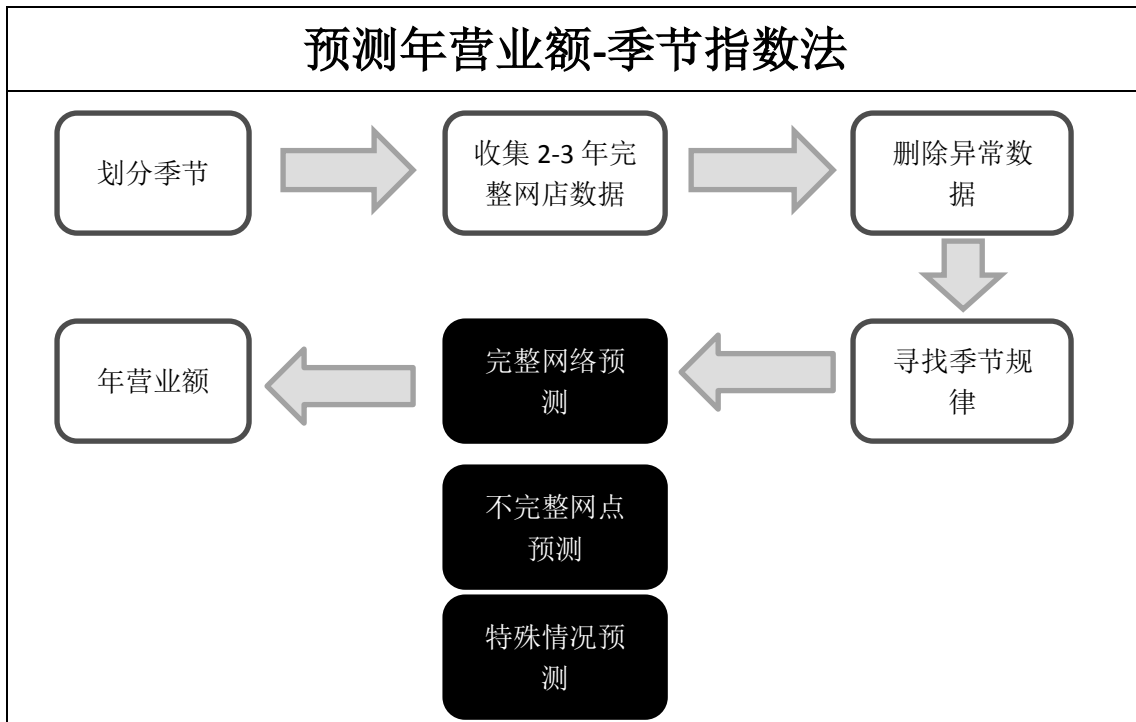 预测年营业额-季节指数法
划分季节
收集 2-3 年完
整网店数据
删除异常数
据
寻找季节规
律
完整网络预
测
年营业额
不完整网点
预测
特殊情况预
测